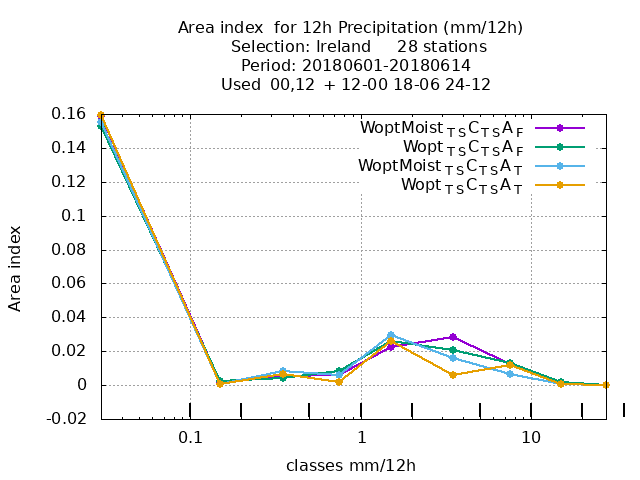 Area index  for 12h Precipitation (mm/12h)
Selection: Ireland     28 stations
Period: 20180601-20180614
Used  00,12  + 12-00 18-06 24-12
WoptMoist TS C TS A F
Wopt TS C TS A F
WoptMoist TS C TS A T
Wopt TS C TS A T
0.16
0.14
0.12
0.1
0.08
0.06
0.04
0.02
0
-0.02
Area index
0.1 1 10
classes mm/12h